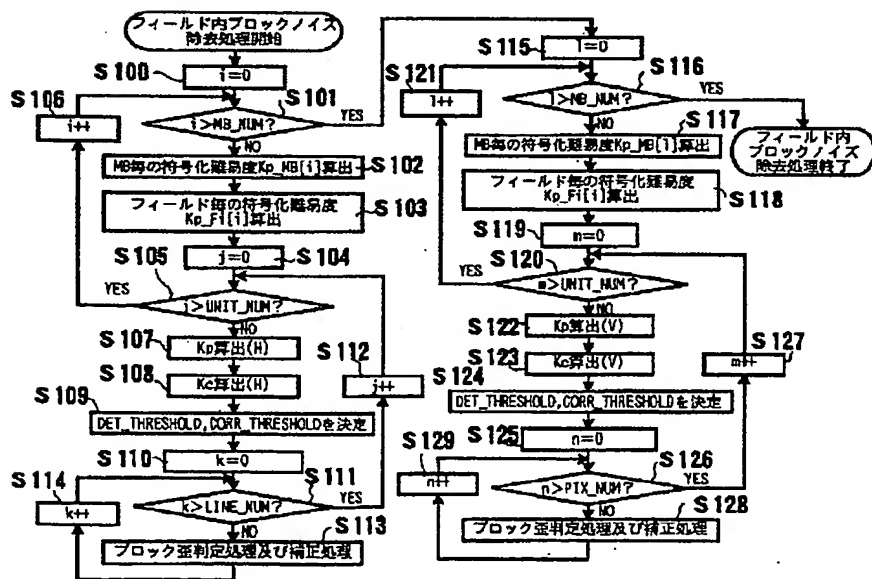 フィールド内ブロックノイズ
除去処理開始
S100
i=0
S106
i++
S101
i>MB_NUM?
YES
NO
MB毎の符号化難易度Kp_MB[i]算出
S102
フィールド毎の符号化難易度
Kp_Fi[i]算出
S103
j=0
S104
S105
YES
j>UNIT_NUM?
NO
S107
Kp算出(H)
S112
j++
S108
Kc算出(H)
S109
DET_THRESHOLD,CORR_THRESHOLDを決定
S110
k=0
S114
k++
S111
k>LINE_NUM?
YES
NO
S113
ブロック歪判定処理及び補正処理
S115
l=0
S121
l++
S116
l>MB_NUM?
YES
NO
S117
MB毎の符号化難易度Kp_MB[l]算出
フィールド内
ブロックノイズ
除去処理終了
フィールド毎の符号化難易度
Kp_Fi[i]算出
S118
S119
m=0
S120
YES
m>UNIT_NUM?
NO
S122
Kp算出(V)
S127
m++
S123
Kc算出(V)
S124
DET_THRESHOLD,CORR_THRESHOLDを決定
S125
n=0
S129
n++
S126
n>PIX_NUM?
YES
NO
S128
ブロック歪判定処理及び補正処理